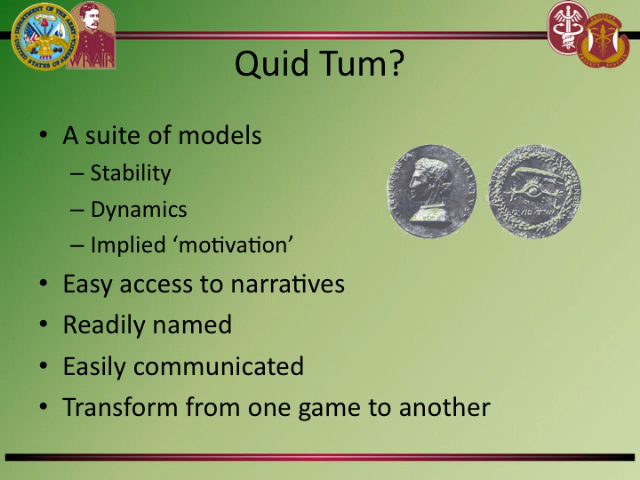 WRAIR
Quid Tum?
• A suite of models
– Stability
– Dynamics
– Implied ‘motivation’
• Easy access to narratives
• Readily named
• Easily communicated
• Transform from one game to another